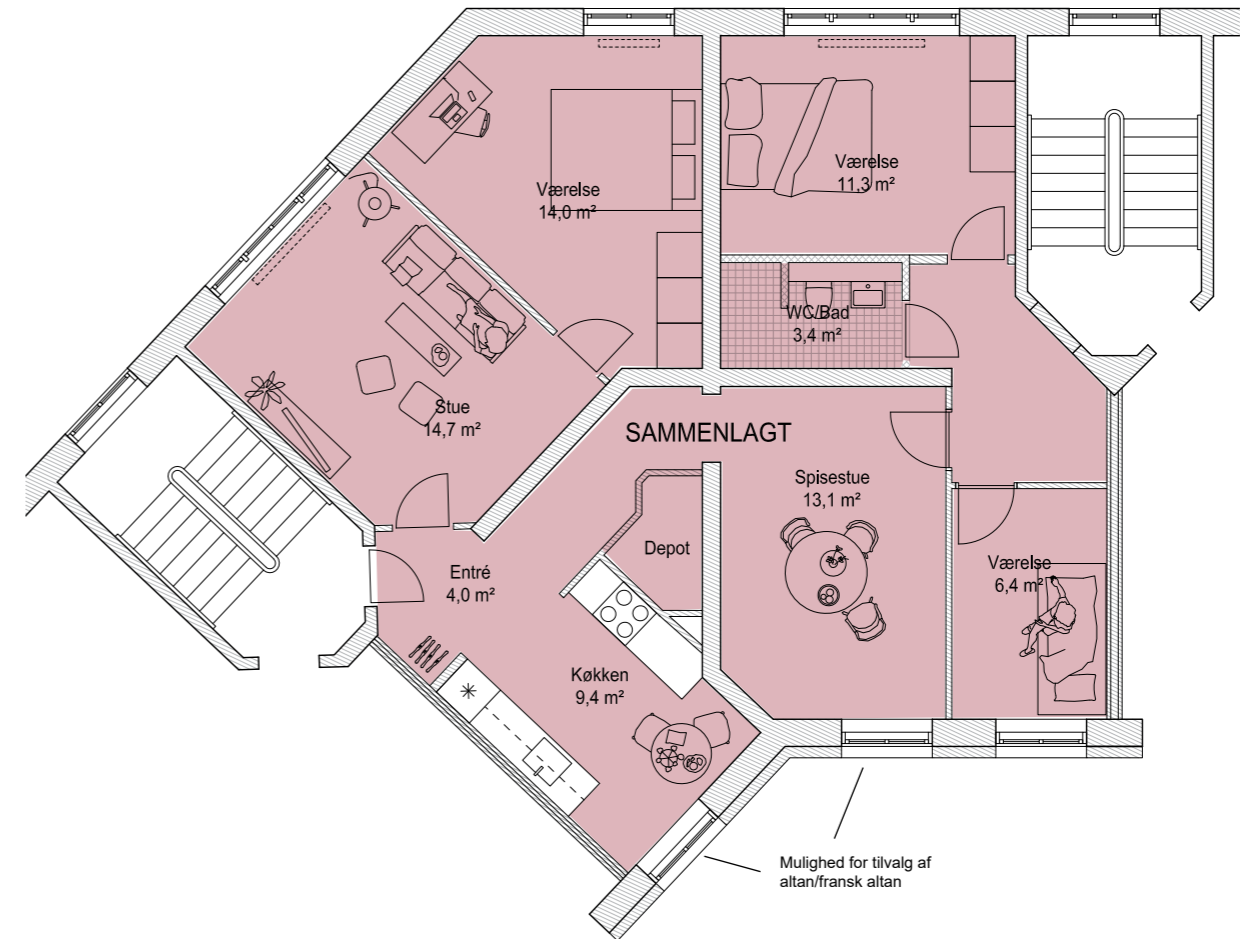 Værelse
11,3 m²
Værelse
14,0 m²
WC/Bad
3,4 m²
Stue
14,7 m²
SAMMENLAGT
Spisestue
13,1 m²
Depot
Entré
4,0 m²
Værelse
6,4 m²
Køkken
9,4 m²
Mulighed for tilvalg af
altan/fransk altan